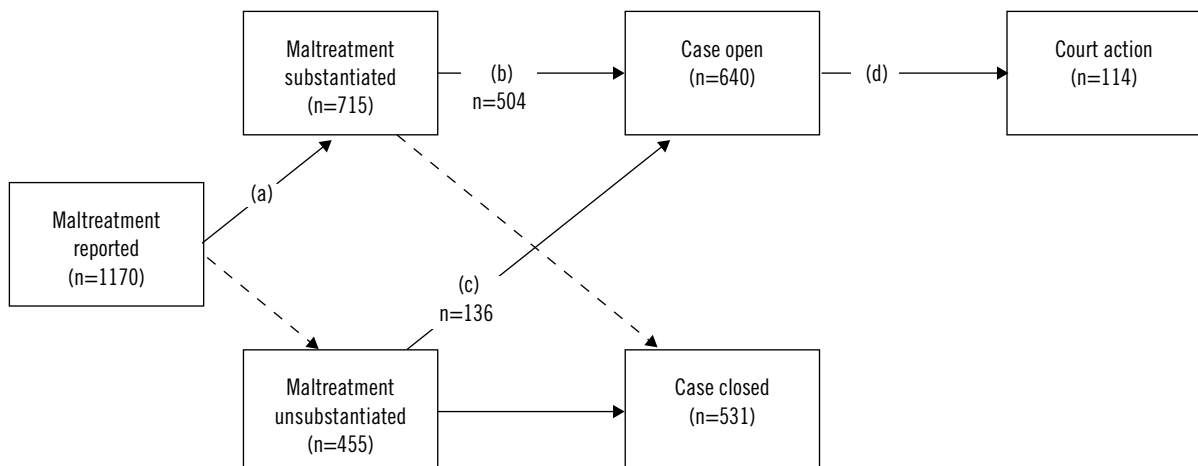 Maltreatment
substantiated
(n=715)
(b)
n=504
Case open
(n=640)
(d)
Court action
(n=114)
(a)
Maltreatment
reported
(n=1170)
(c)
n=136
Maltreatment
unsubstantiated
(n=455)
Case closed
(n=531)